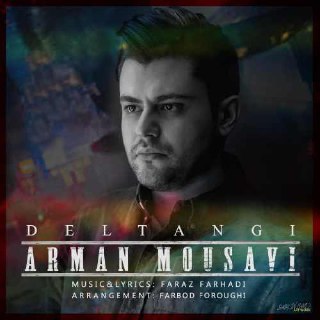 DELTANGI
ARMAN MOUSAVI
MUSIC&LYRICS: FARAZ FARHADI
ARRANGEMENT: FARBOD FOROUGHI